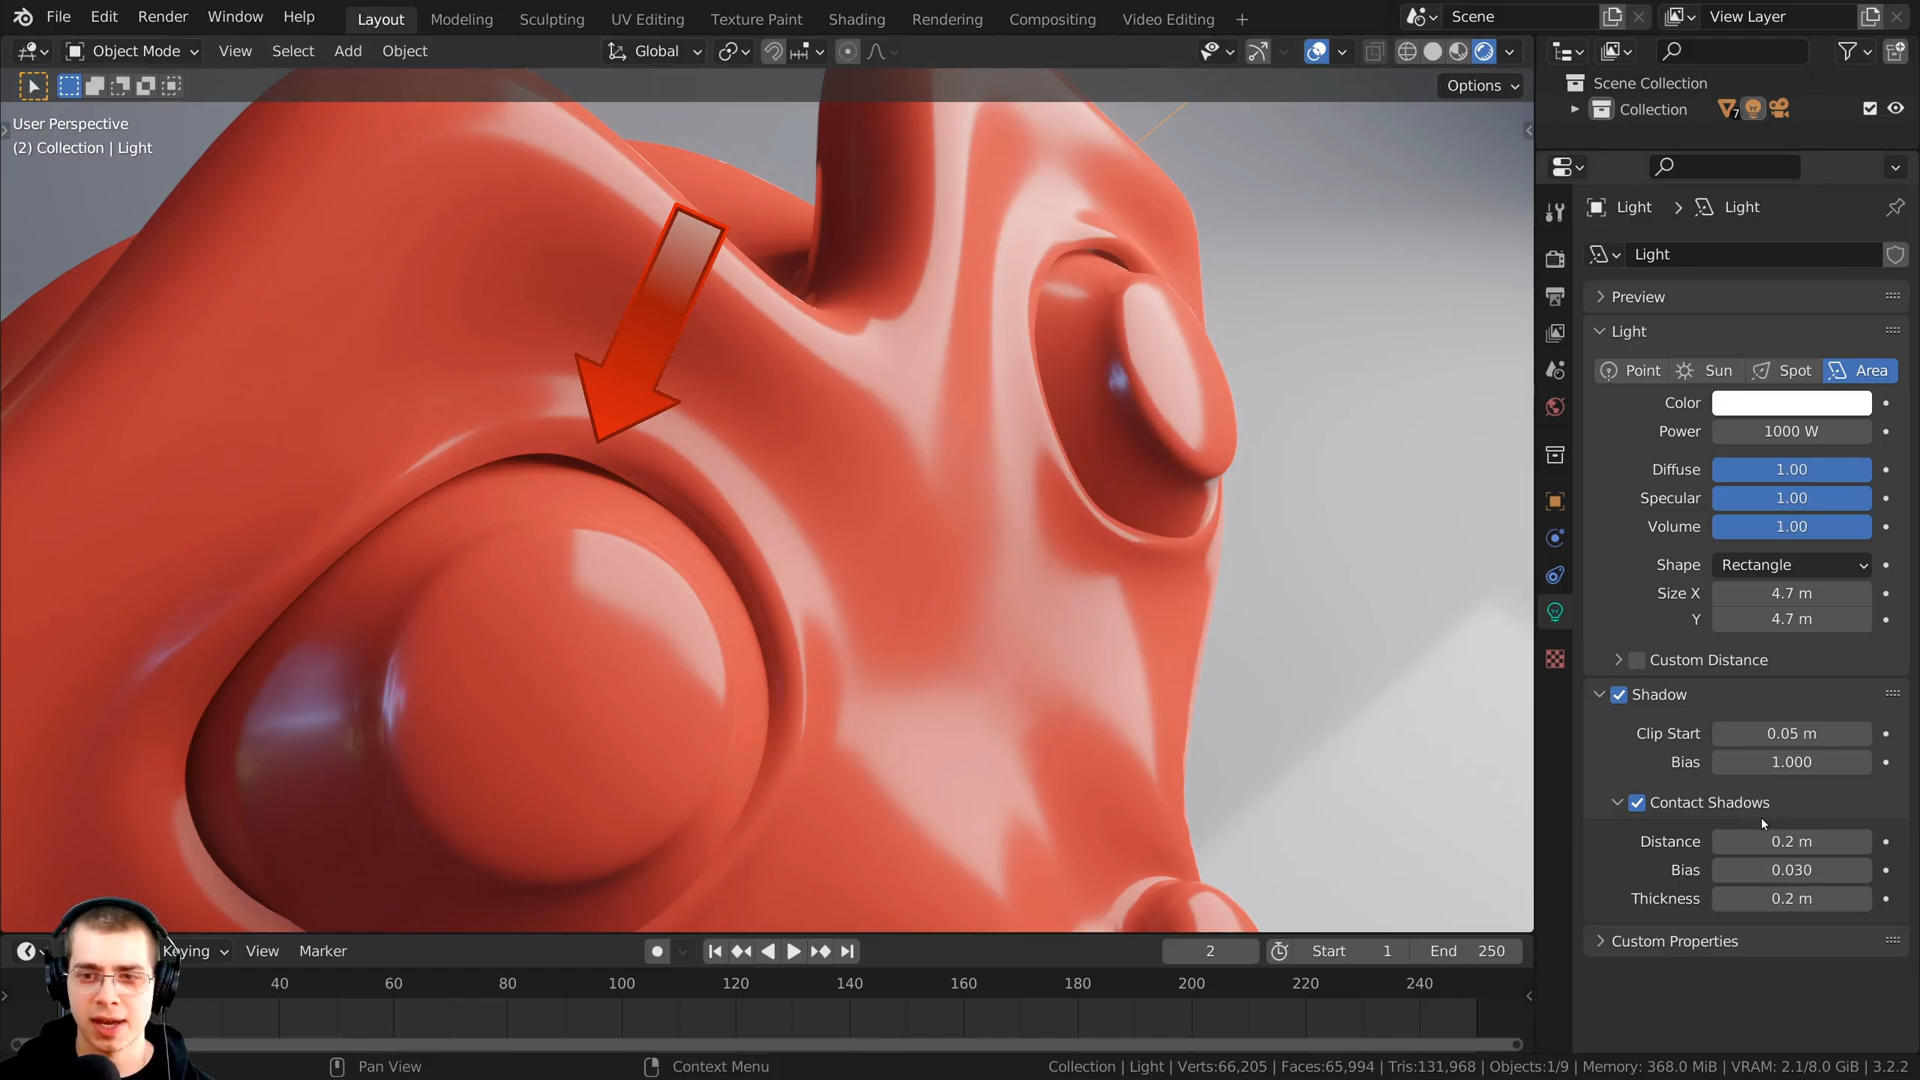 File Edit Render Window Help Layout Modeling Sculpting UV Editing Texture Paint Shading Rendering Compositing Video Editing + Scene View Layer
Object Mode View Select Add Object Global
Options
User Perspective
(2) Collection | Light
Scene Collection
Collection 7
Light > Light
Light
Preview
Light
Point Sun Spot Area
Color
Power 1000 W
Diffuse 1.00
Specular 1.00
Volume 1.00
Shape Rectangle
Size X 4.7 m
Y 4.7 m
Custom Distance
Shadow
Clip Start 0.05 m
Bias 1.000
Contact Shadows
Distance 0.2 m
Bias 0.030
Thickness 0.2 m
Custom Properties
Keying View Marker 2 Start 1 End 250
40 60 80 100 120 140 160 180 200 220 240
Pan View Context Menu Collection | Light | Verts:66,205 | Faces:65,994 | Tris:131,968 | Objects:1/9 | Memory: 368.0 MiB | VRAM: 2.1/8.0 GiB | 3.2.2